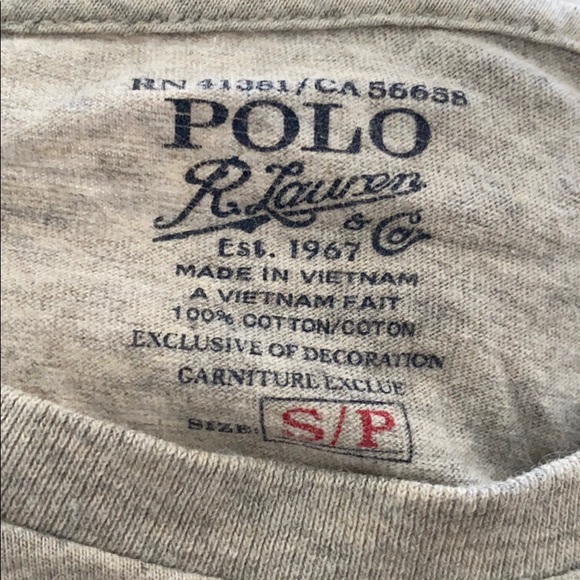 RN 41381/CA 56658
POLO
R. Lauren
& Co
EST. 1967
MADE IN VIETNAM
A VIETNAM FAIT
100% COTTON/COTON
EXCLUSIVE OF DECORATION
GARNITURE EXCLUE
SIZE: S/P